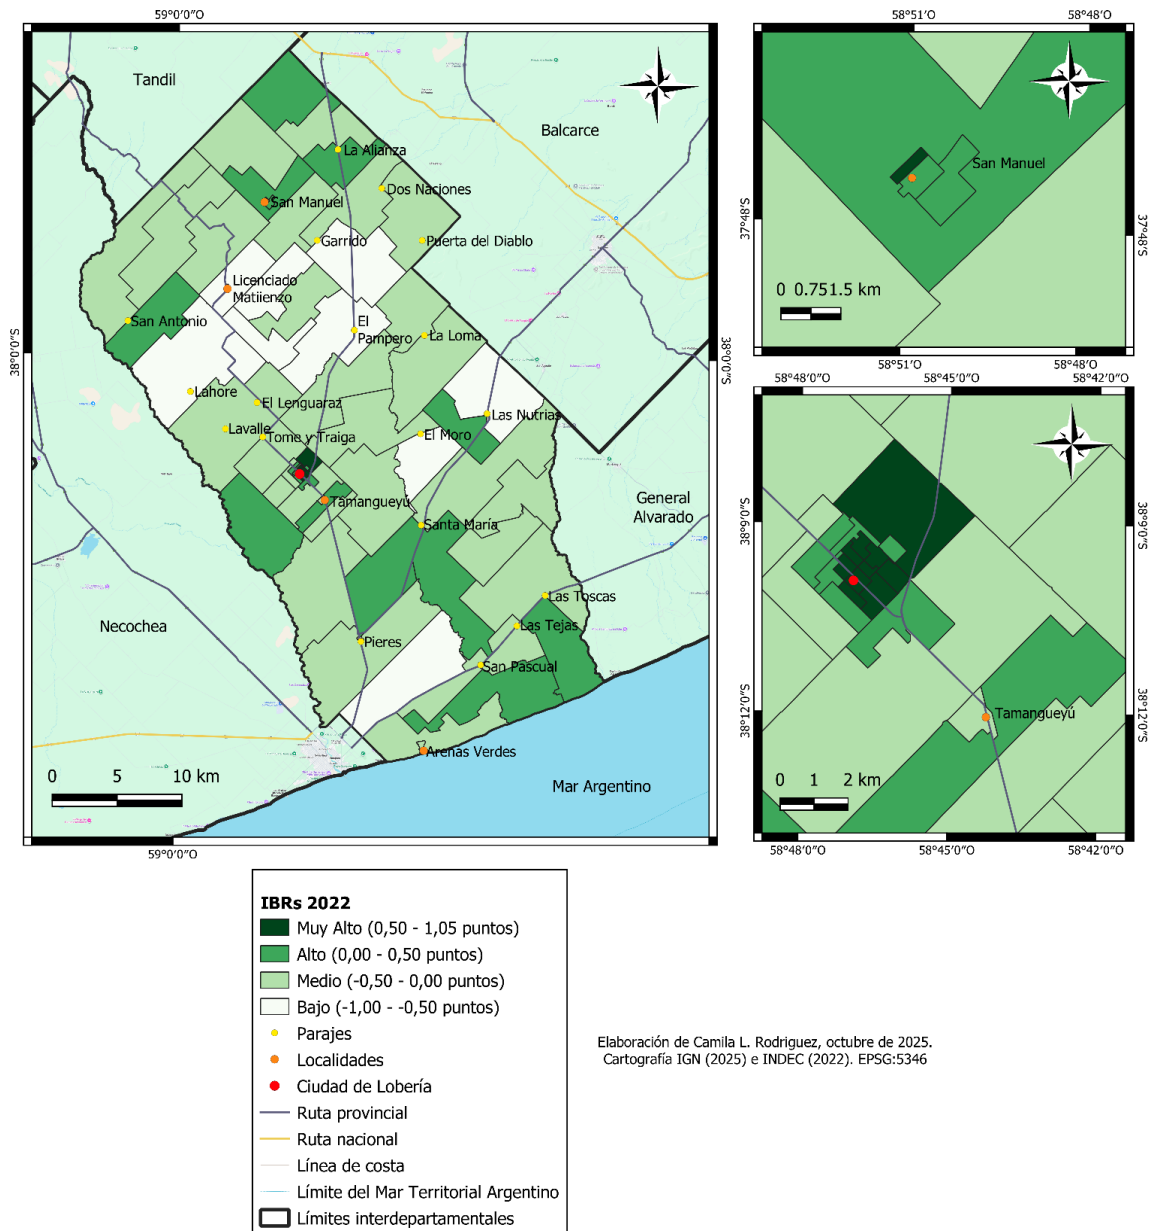 59°0'0"O
Tandil
Balcarce
La Alianza
Dos Naciones
San Manuel
Garrido
Puerta del Diablo
Licenciado
Matiienzo
San Antonio
El
Pampero
La Loma
38°0'0"S
38°0'0"S
Lahore
El Lenguaraz
Las Nutrias
Lavalle
Tome y Traiga
El Moro
Tamangueyú
General
Alvarado
Santa María
Necochea
Las Toscas
Las Tejas
Pieres
San Pascual
Arenas Verdes
Mar Argentino
0 5 10 km
59°0'0"O
58°51'O 58°48'O
San Manuel
37°48'S
37°48'S
0 0.751.5 km
58°51'O 58°48'O
58°48'0"O 58°45'0"O 58°42'0"O
38°9'0"S
38°9'0"S
Tamangueyú
38°12'0"S
38°12'0"S
0 1 2 km
58°48'0"O 58°45'0"O 58°42'0"O
IBRs 2022
Muy Alto (0,50 - 1,05 puntos)
Alto (0,00 - 0,50 puntos)
Medio (-0,50 - 0,00 puntos)
Bajo (-1,00 - -0,50 puntos)
Parajes
Localidades
Ciudad de Lobería
Ruta provincial
Ruta nacional
Línea de costa
Límite del Mar Territorial Argentino
Límites interdepartamentales
Elaboración de Camila L. Rodriguez, octubre de 2025.
Cartografía IGN (2025) e INDEC (2022). EPSG:5346